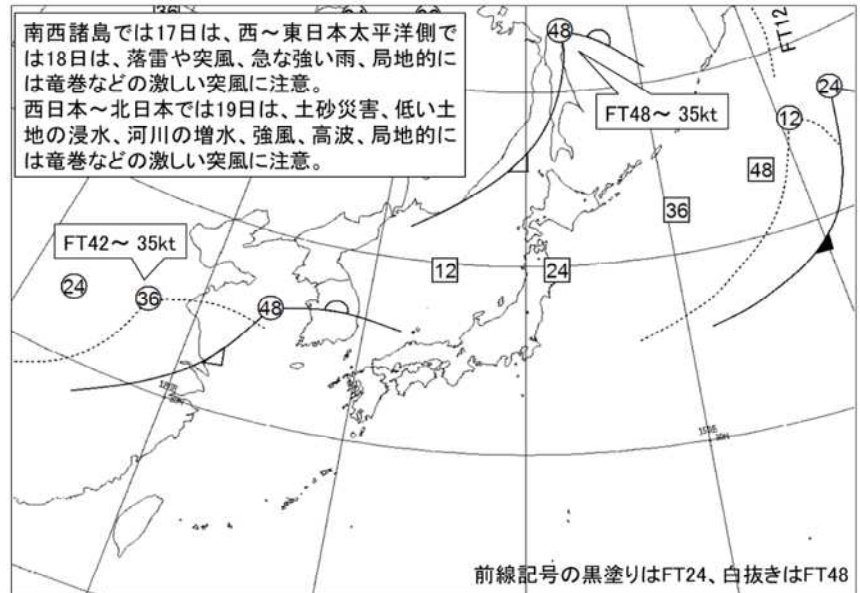 南西諸島では17日は、西～東日本太平洋側で
は18日は、落雷や突風、急な強い雨、局地的に
は竜巻などの激しい突風に注意。
西日本～北日本では19日は、土砂災害、低い土
地の浸水、河川の増水、強風、高波、局地的に
は竜巻などの激しい突風に注意。
48
FT12
24
FT48～ 35kt
12
48
36
FT42～ 35kt
12
24
24
36
48
前線記号の黒塗りはFT24、白抜きはFT48